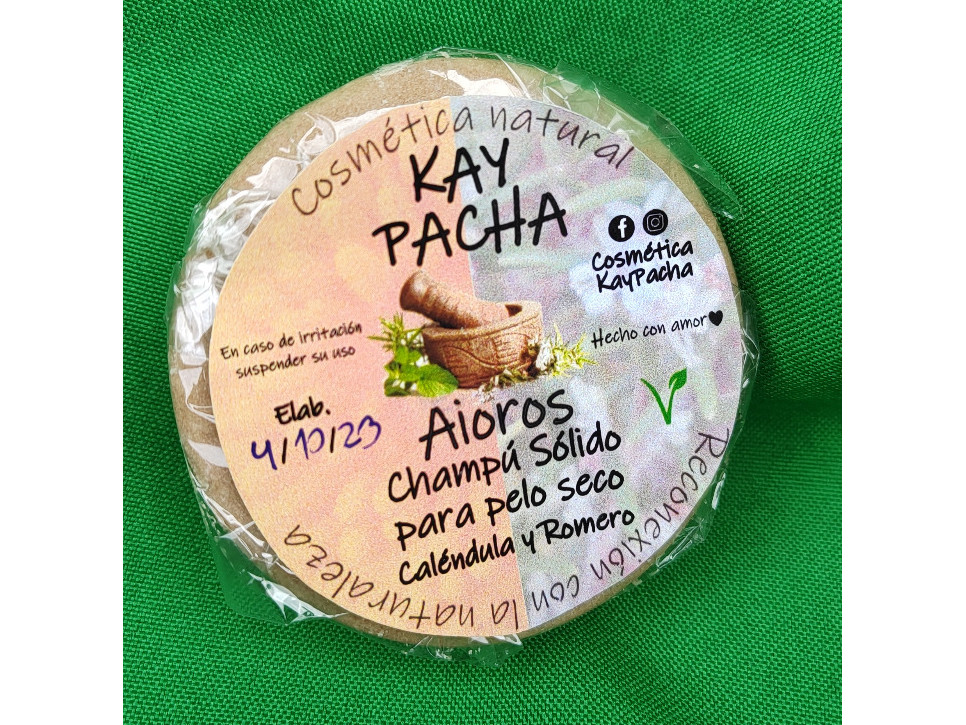 Cosmética natural
KAY
PACHA
Cosmética
KayPacha
En caso de irritación
suspender su uso
Hecho con amor
Elab.
4/10/23
Aioros
Champú Sólido
para pelo seco
Caléndula y Romero
Reconexión con la naturaleza